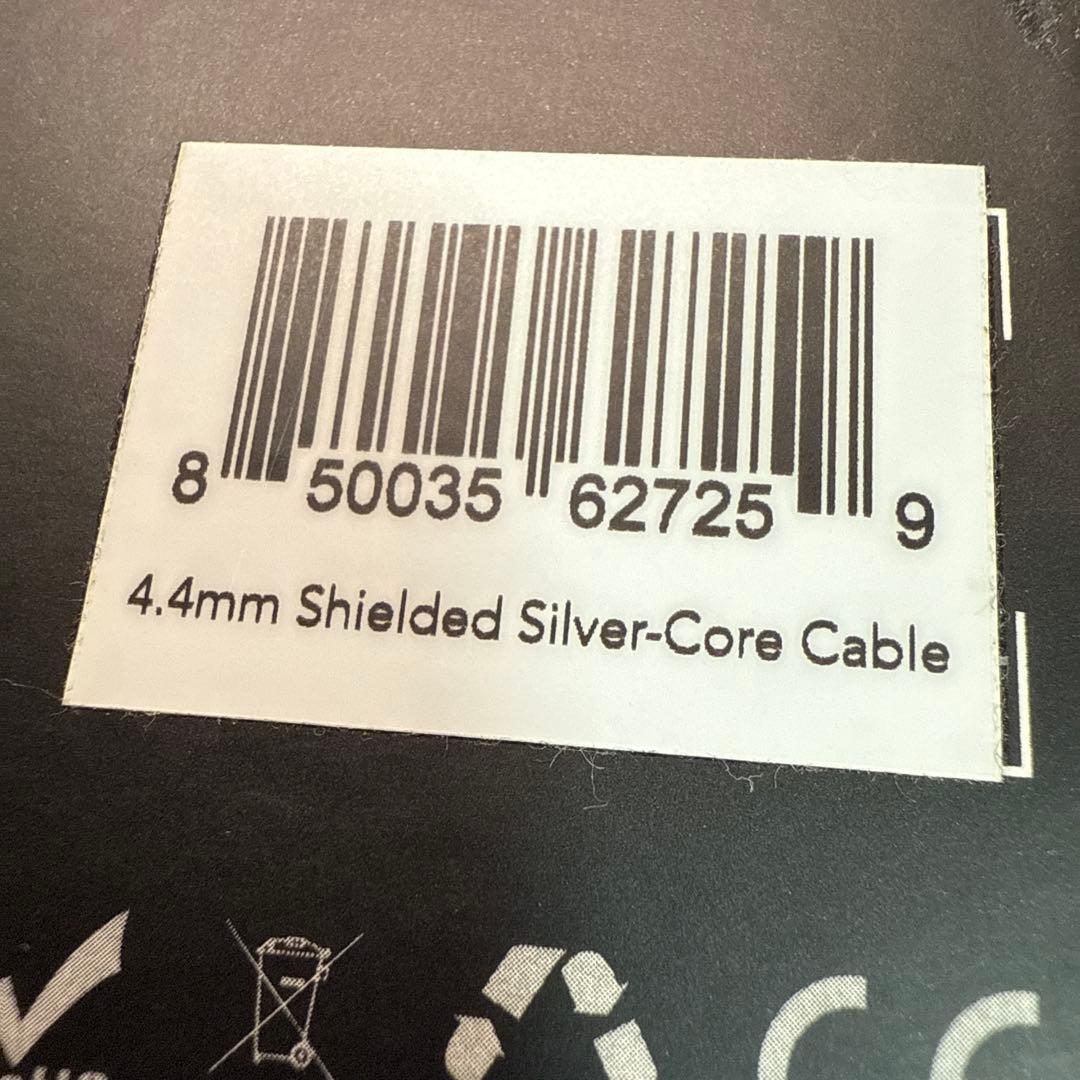 8 50035 62725 9
4.4mm Shielded Silver-Core Cable